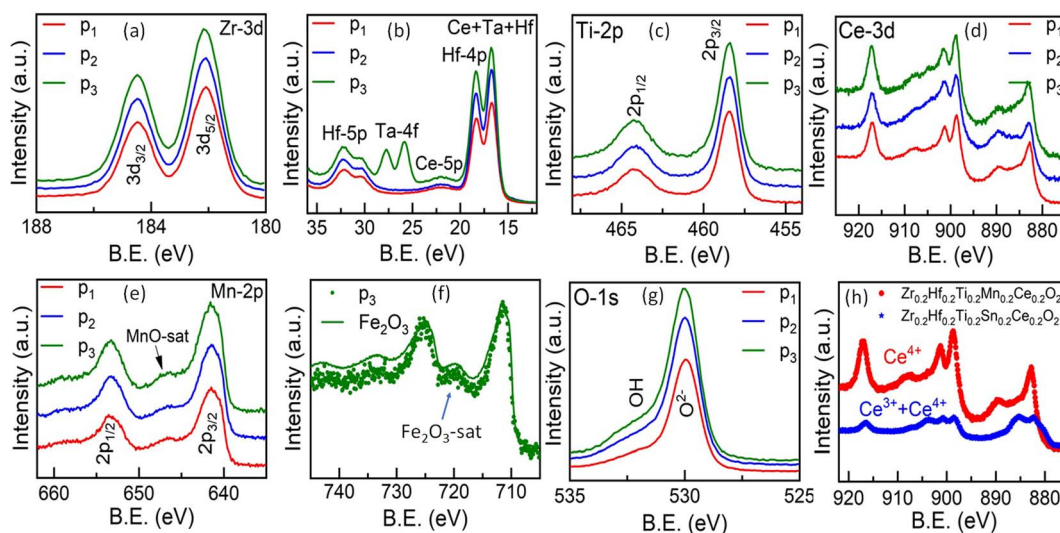 (a)
Zr-3d
p₁
p₂
p₃
3d₃/₂
3d₅/₂
Intensity (a.u.)
188 184 180
B.E. (eV)
(b)
Ce+Ta+Hf
Hf-4p
p₁
p₂
p₃
Hf-5p
Ta-4f
Ce-5p
Intensity (a.u.)
35 30 25 20 15
B.E. (eV)
Ti-2p
(c)
2p₃/₂
2p₁/₂
p₁
p₂
p₃
Intensity (a.u.)
465 460 455
B.E. (eV)
Ce-3d
(d)
p₁
p₂
p₃
Intensity (a.u.)
920 910 900 890 880
B.E. (eV)
(e)
Mn-2p
p₁
p₂
p₃
MnO-sat
2p₁/₂
2p₃/₂
Intensity (a.u.)
660 650 640
B.E. (eV)
(f)
p₃
Fe₂O₃
Fe₂O₃-sat
Intensity (a.u.)
740 730 720 710
B.E. (eV)
O-1s
(g)
p₁
p₂
p₃
OH
O²⁻
Intensity (a.u.)
535 530 525
B.E. (eV)
(h)
Zr₀.₂Hf₀.₂Ti₀.₂Mn₀.₂Ce₀.₂O₂
Zr₀.₂Hf₀.₂Ti₀.₂Sn₀.₂Ce₀.₂O₂
Ce⁴⁺
Ce³⁺+Ce⁴⁺
Intensity (a.u.)
920 910 900 890 880
B.E. (eV)